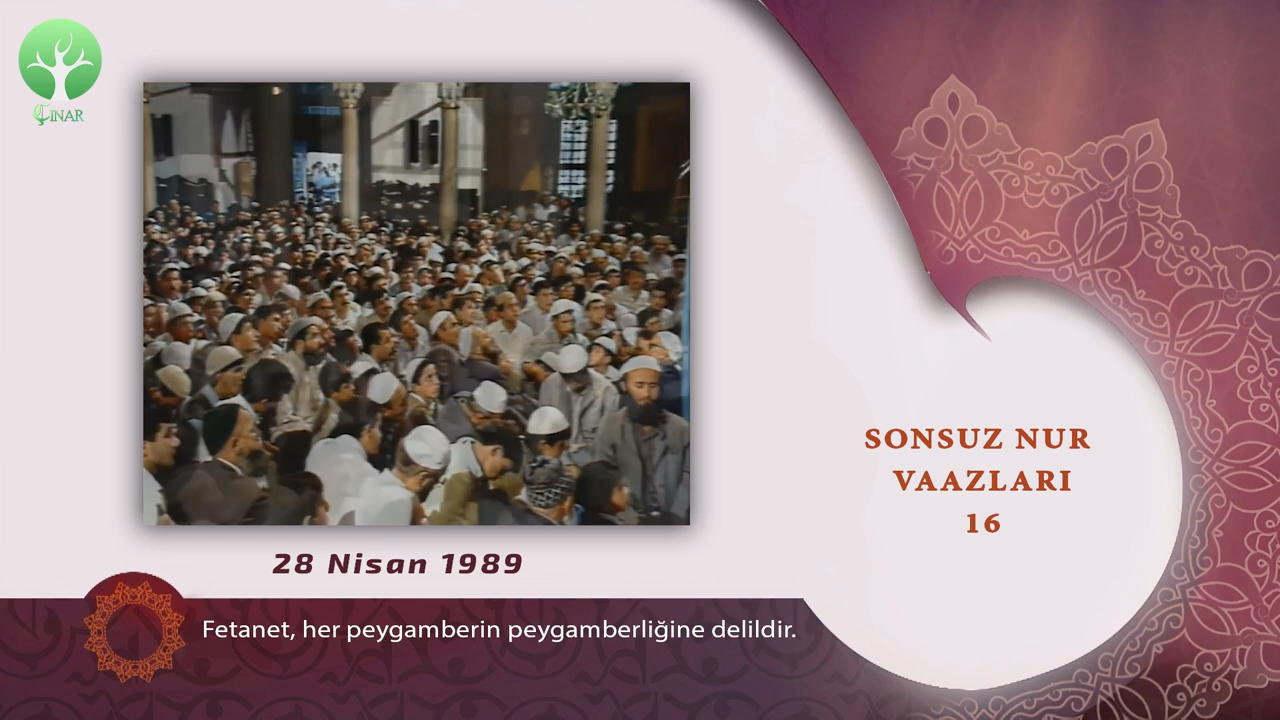 ÇINAR
SONSUZ NUR
VAAZLARI
16
28 Nisan 1989
Fetanet, her peygamberin peygamberliğine delildir.